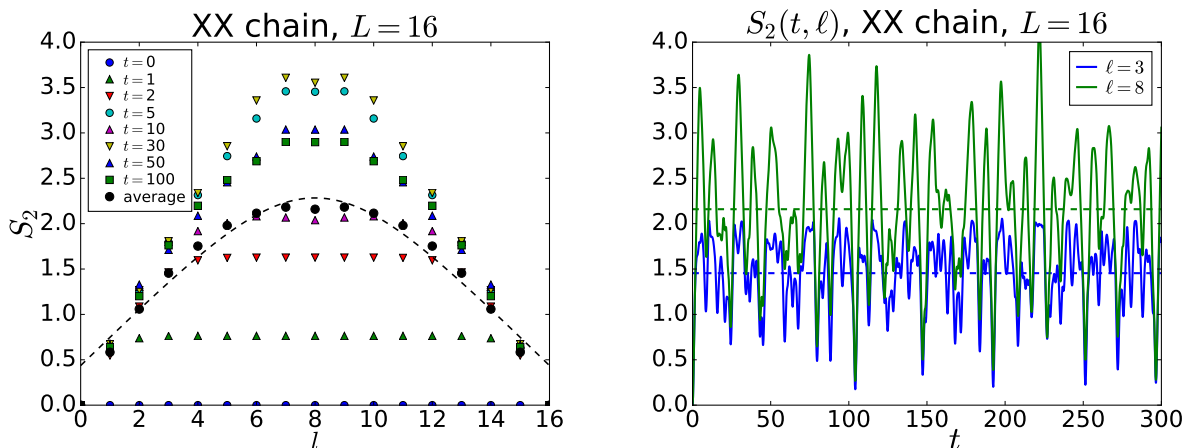 XX chain, L = 16
S₂
4.0
3.5
3.0
2.5
2.0
1.5
1.0
0.5
0.0
t = 0
t = 1
t = 2
t = 5
t = 10
t = 30
t = 50
t = 100
average
0 2 4 6 8 10 12 14 16
l
S₂(t, ℓ), XX chain, L = 16
4.0
3.5
3.0
2.5
2.0
1.5
1.0
0.5
0.0
ℓ = 3
ℓ = 8
0 50 100 150 200 250 300
t